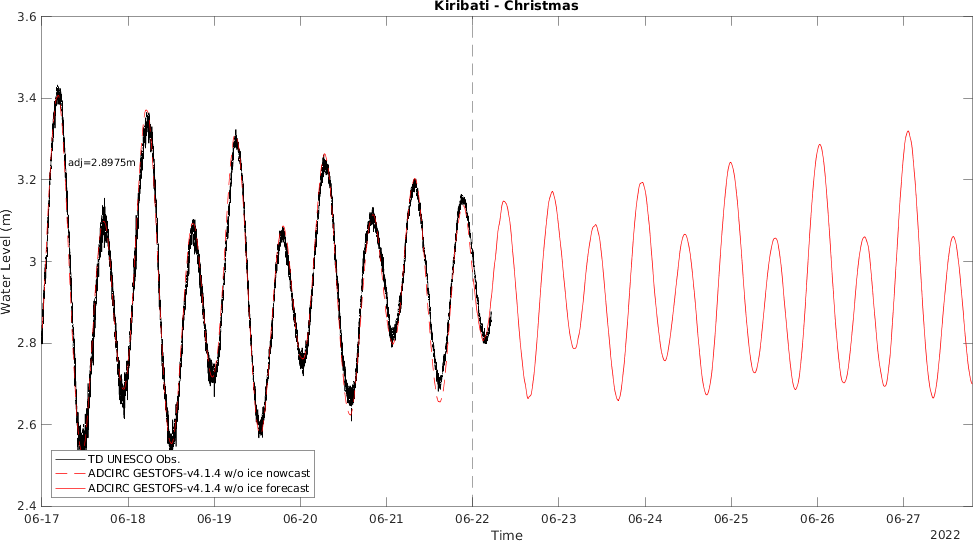 Kiribati - Christmas
3.6
3.4
3.2
3
2.8
2.6
2.4
Water Level (m)
adj=2.8975m
TD UNESCO Obs.
ADCIRC GESTOFS-v4.1.4 w/o ice nowcast
ADCIRC GESTOFS-v4.1.4 w/o ice forecast
06-17 06-18 06-19 06-20 06-21 06-22 06-23 06-24 06-25 06-26 06-27
Time
2022